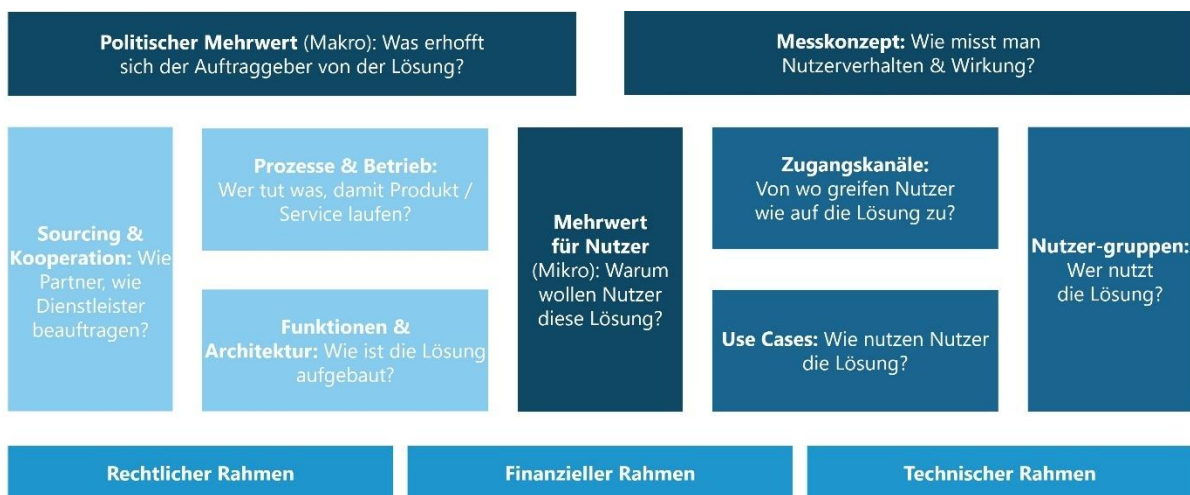 Politischer Mehrwert (Makro): Was erhofft
sich der Auftraggeber von der Lösung?
Messkonzept: Wie misst man
Nutzerverhalten & Wirkung?
Sourcing &
Kooperation: Wie
Partner, wie
Dienstleister
beauftragen?
Prozesse & Betrieb:
Wer tut was, damit Produkt /
Service laufen?
Funktionen &
Architektur: Wie ist die Lösung
aufgebaut?
Mehrwert
für Nutzer
(Mikro): Warum
wollen Nutzer
diese Lösung?
Zugangskanäle:
Von wo greifen Nutzer
wie auf die Lösung zu?
Use Cases: Wie nutzen Nutzer
die Lösung?
Nutzer-gruppen:
Wer nutzt
die Lösung?
Rechtlicher Rahmen
Finanzieller Rahmen
Technischer Rahmen